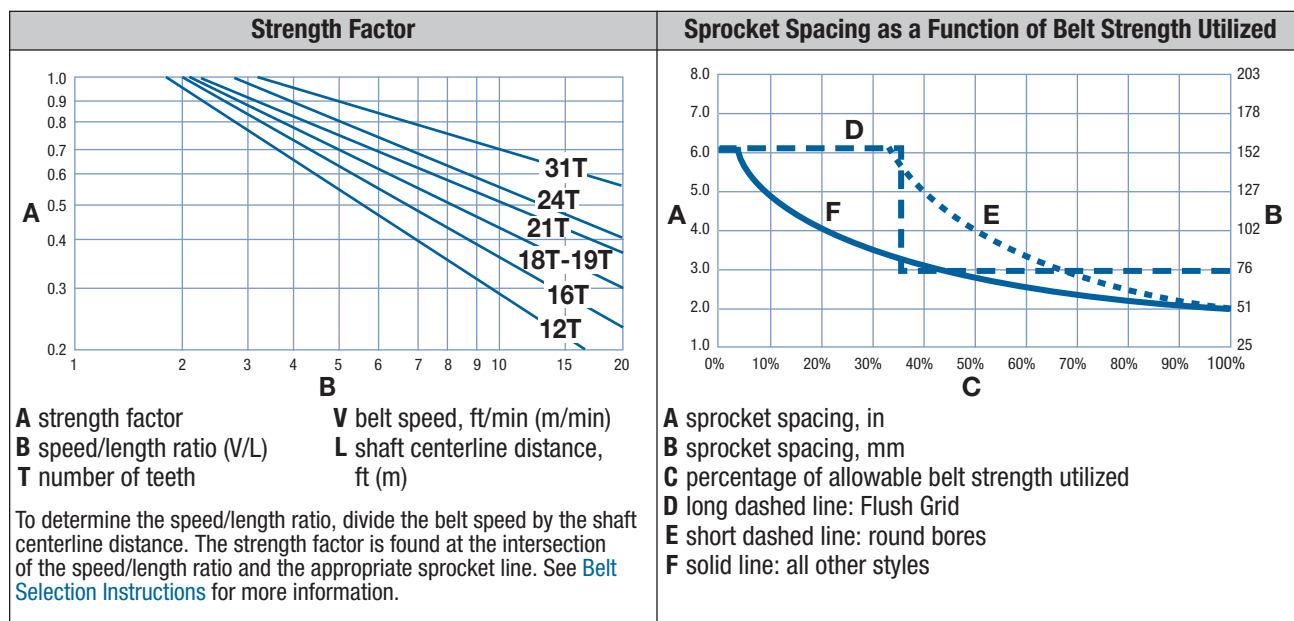 Strength Factor
1.0
0.9
0.8
0.7
0.6
0.5
0.4
0.3
0.2
A
31T
24T
21T
18T-19T
16T
12T
1 2 3 4 5 6 7 8 9 10 15 20
B
A strength factor
B speed/length ratio (V/L)
T number of teeth
V belt speed, ft/min (m/min)
L shaft centerline distance,
ft (m)
To determine the speed/length ratio, divide the belt speed by the shaft
centerline distance. The strength factor is found at the intersection
of the speed/length ratio and the appropriate sprocket line. See Belt
Selection Instructions for more information.
Sprocket Spacing as a Function of Belt Strength Utilized
8.0
7.0
6.0
5.0
4.0
3.0
2.0
1.0
A
D
E
F
203
178
152
127
102
76
51
25
B
0% 10% 20% 30% 40% 50% 60% 70% 80% 90% 100%
C
A sprocket spacing, in
B sprocket spacing, mm
C percentage of allowable belt strength utilized
D long dashed line: Flush Grid
E short dashed line: round bores
F solid line: all other styles